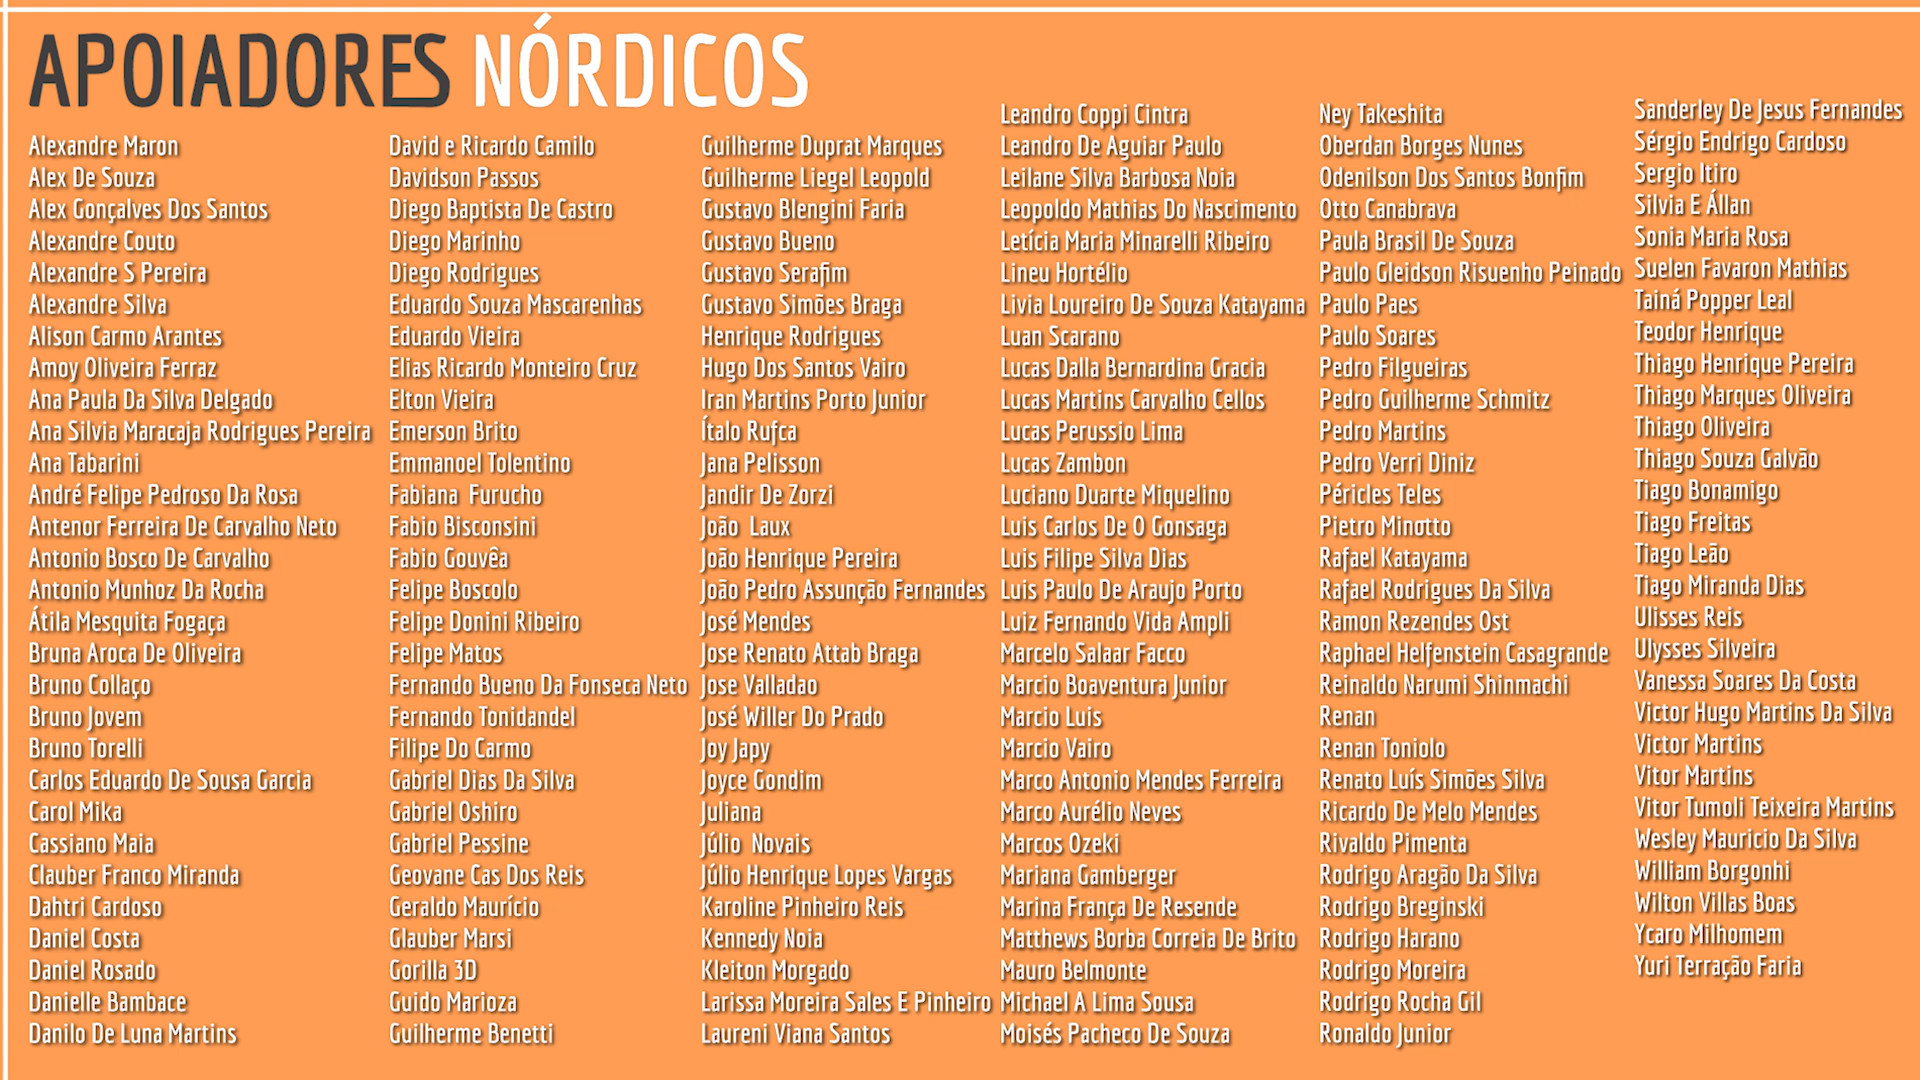 APOIADORES NÓRDICOS
Alexandre Maron
Alex De Souza
Alex Gonçalves Dos Santos
Alexandre Couto
Alexandre S Pereira
Alexandre Silva
Alison Carmo Arantes
Amoy Oliveira Ferraz
Ana Paula Da Silva Delgado
Ana Silvia Maracaja Rodrigues Pereira
Ana Tabarini
André Felipe Pedroso Da Rosa
Antenor Ferreira De Carvalho Neto
Antonio Bosco De Carvalho
Antonio Munhoz Da Rocha
Átila Mesquita Fogaça
Bruna Aroca De Oliveira
Bruno Collaço
Bruno Jovem
Bruno Torelli
Carlos Eduardo De Sousa Garcia
Carol Mika
Cassiano Maia
Clauber Franco Miranda
Dahtri Cardoso
Daniel Costa
Daniel Rosado
Danielle Bambace
Danilo De Luna Martins
David e Ricardo Camilo
Davidson Passos
Diego Baptista De Castro
Diego Marinho
Diego Rodrigues
Eduardo Souza Mascarenhas
Eduardo Vieira
Elias Ricardo Monteiro Cruz
Elton Vieira
Emerson Brito
Emmanoel Tolentino
Fabiana  Furucho
Fabio Bisconsini
Fabio Gouvêa
Felipe Boscolo
Felipe Donini Ribeiro
Felipe Matos
Fernando Bueno Da Fonseca Neto
Fernando Tonidandel
Filipe Do Carmo
Gabriel Dias Da Silva
Gabriel Oshiro
Gabriel Pessine
Geovane Cas Dos Reis
Geraldo Maurício
Glauber Marsi
Gorilla 3D
Guido Marioza
Guilherme Benetti
Guilherme Duprat Marques
Guilherme Liegel Leopold
Gustavo Blengini Faria
Gustavo Bueno
Gustavo Serafim
Gustavo Simões Braga
Henrique Rodrigues
Hugo Dos Santos Vairo
Iran Martins Porto Junior
Ítalo Rufca
Jana Pelisson
Jandir De Zorzi
João  Laux
João Henrique Pereira
João Pedro Assunção Fernandes
José Mendes
Jose Renato Attab Braga
Jose Valladao
José Willer Do Prado
Joy Japy
Joyce Gondim
Juliana
Júlio  Novais
Júlio Henrique Lopes Vargas
Karoline Pinheiro Reis
Kennedy Noia
Kleiton Morgado
Larissa Moreira Sales E Pinheiro
Laureni Viana Santos
Leandro Coppi Cintra
Leandro De Aguiar Paulo
Leilane Silva Barbosa Noia
Leopoldo Mathias Do Nascimento
Letícia Maria Minarelli Ribeiro
Lineu Hortélio
Livia Loureiro De Souza Katayama
Luan Scarano
Lucas Dalla Bernardina Gracia
Lucas Martins Carvalho Cellos
Lucas Perussio Lima
Lucas Zambon
Luciano Duarte Miquelino
Luis Carlos De O Gonsaga
Luis Filipe Silva Dias
Luis Paulo De Araujo Porto
Luiz Fernando Vida Ampli
Marcelo Salaar Facco
Marcio Boaventura Junior
Marcio Luis
Marcio Vairo
Marco Antonio Mendes Ferreira
Marco Aurélio Neves
Marcos Ozeki
Mariana Gamberger
Marina França De Resende
Matthews Borba Correia De Brito
Mauro Belmonte
Michael A Lima Sousa
Moisés Pacheco De Souza
Ney Takeshita
Oberdan Borges Nunes
Odenilson Dos Santos Bonfim
Otto Canabrava
Paula Brasil De Souza
Paulo Gleidson Risuenho Peinado
Paulo Paes
Paulo Soares
Pedro Filgueiras
Pedro Guilherme Schmitz
Pedro Martins
Pedro Verri Diniz
Péricles Teles
Pietro Minotto
Rafael Katayama
Rafael Rodrigues Da Silva
Ramon Rezendes Ost
Raphael Helfenstein Casagrande
Reinaldo Narumi Shinmachi
Renan
Renan Toniolo
Renato Luís Simões Silva
Ricardo De Melo Mendes
Rivaldo Pimenta
Rodrigo Aragão Da Silva
Rodrigo Breginski
Rodrigo Harano
Rodrigo Moreira
Rodrigo Rocha Gil
Ronaldo Junior
Sanderley De Jesus Fernandes
Sérgio Endrigo Cardoso
Sergio Itiro
Silvia E Állan
Sonia Maria Rosa
Suelen Favaron Mathias
Tainá Popper Leal
Teodor Henrique
Thiago Henrique Pereira
Thiago Marques Oliveira
Thiago Oliveira
Thiago Souza Galvão
Tiago Bonamigo
Tiago Freitas
Tiago Leão
Tiago Miranda Dias
Ulisses Reis
Ulysses Silveira
Vanessa Soares Da Costa
Victor Hugo Martins Da Silva
Victor Martins
Vitor Martins
Vitor Tumoli Teixeira Martins
Wesley Mauricio Da Silva
William Borgonhi
Wilton Villas Boas
Ycaro Milhomem
Yuri Terração Faria